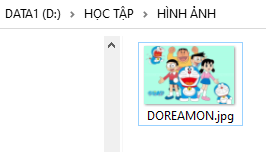 DATA1 (D:) > HỌC TẬP > HÌNH ẢNH
DOREAMON.jpg